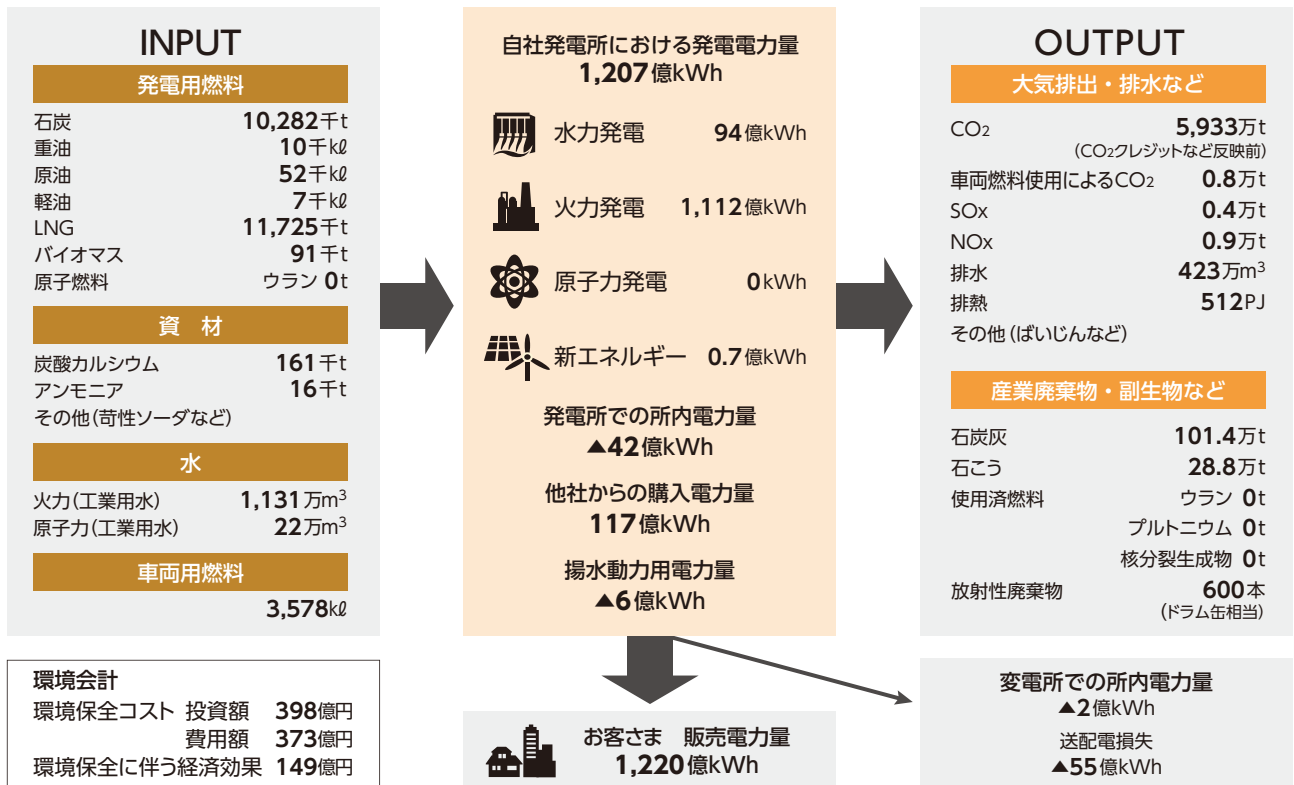 INPUT
発電用燃料
石炭 10,282千t
重油 10千kℓ
原油 52千kℓ
軽油 7千kℓ
LNG 11,725千t
バイオマス 91千t
原子燃料 ウラン 0t
資 材
炭酸カルシウム 161千t
アンモニア 16千t
その他(苛性ソーダなど)
水
火力(工業用水) 1,131万m³
原子力(工業用水) 22万m³
車両用燃料
3,578kℓ
環境会計
環境保全コスト 投資額 398億円
費用額 373億円
環境保全に伴う経済効果 149億円
自社発電所における発電電力量
1,207億kWh
水力発電 94億kWh
火力発電 1,112億kWh
原子力発電 0kWh
新エネルギー 0.7億kWh
発電所での所内電力量
▲42億kWh
他社からの購入電力量
117億kWh
揚水動力用電力量
▲6億kWh
お客さま 販売電力量
1,220億kWh
OUTPUT
大気排出・排水など
CO₂ 5,933万t
(CO₂クレジットなど反映前)
車両燃料使用によるCO₂ 0.8万t
SOx 0.4万t
NOx 0.9万t
排水 423万m³
排熱 512PJ
その他(ばいじんなど)
産業廃棄物・副生物など
石炭灰 101.4万t
石こう 28.8万t
使用済燃料 ウラン 0t
プルトニウム 0t
核分裂生成物 0t
放射性廃棄物 600本
(ドラム缶相当)
変電所での所内電力量
▲2億kWh
送配電損失
▲55億kWh